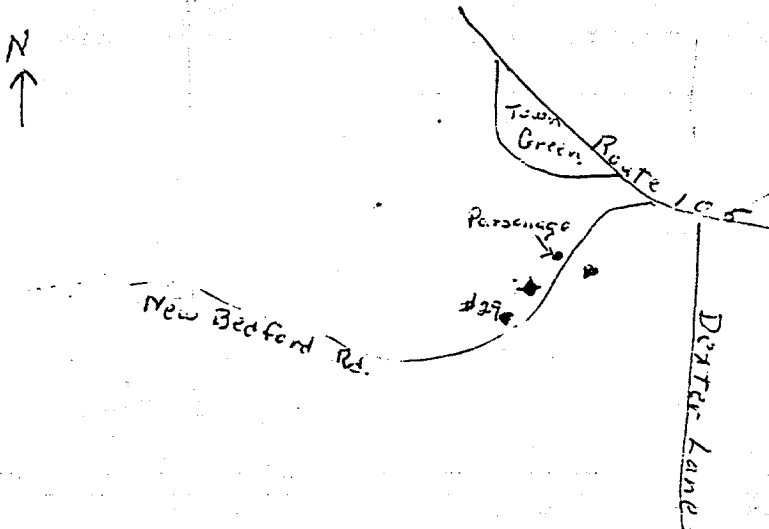 N
Town
Green
Route 105
Parsonage
#29
New Bedford Rd.
Dexter Lane